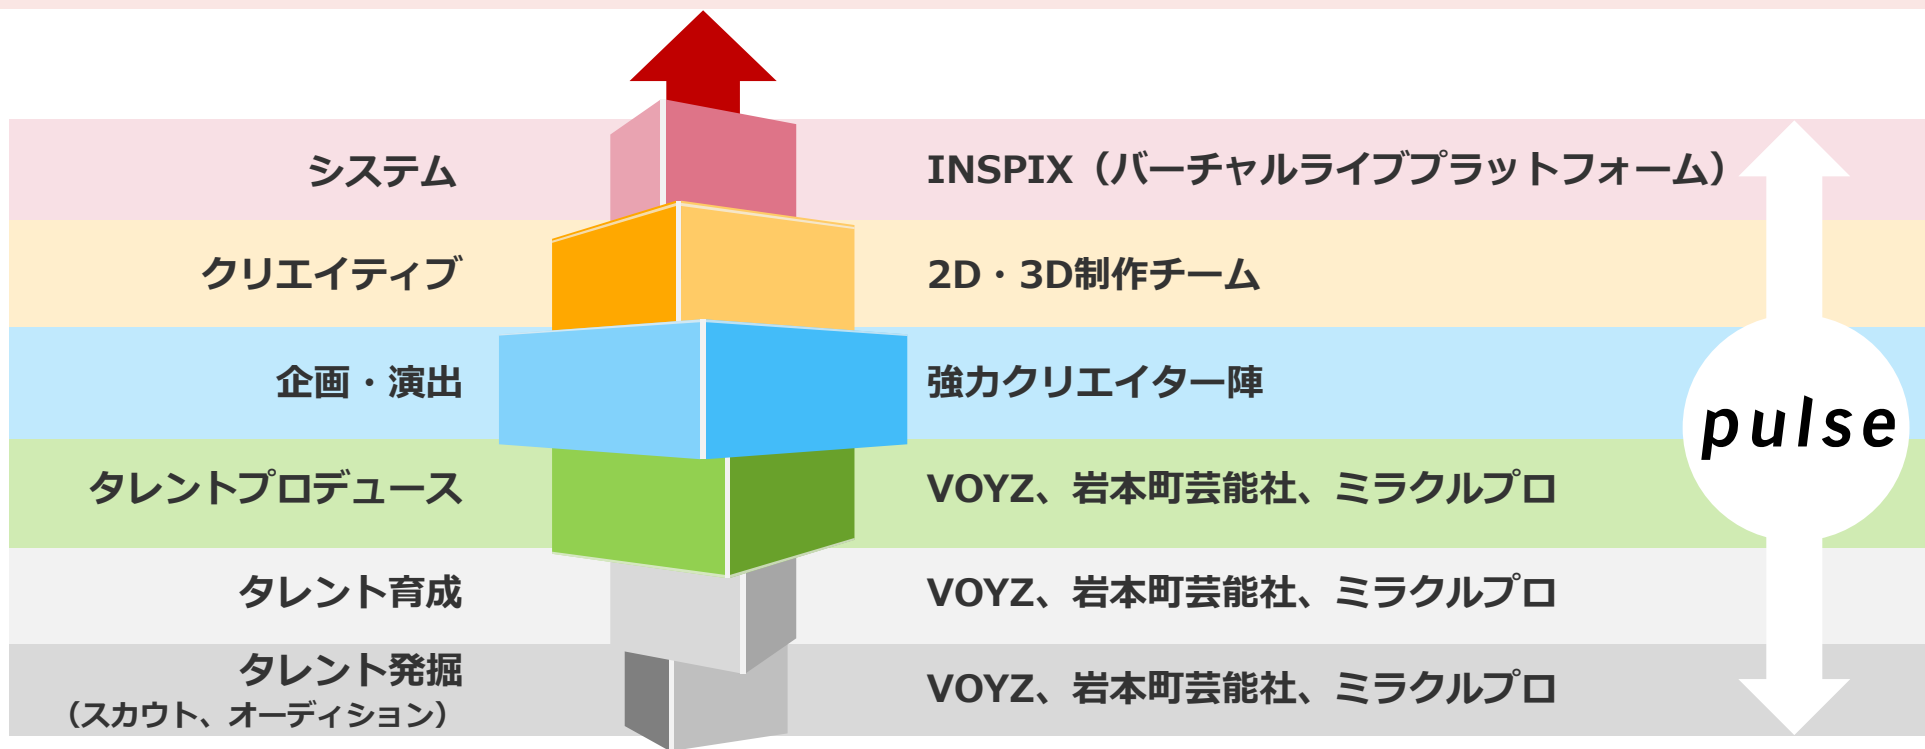 システム
INSPIX（バーチャルライブプラットフォーム）
クリエイティブ
2D・3D制作チーム
企画・演出
強力クリエイター陣
pulse
タレントプロデュース
VOYZ、岩本町芸能社、ミラクルプロ
タレント育成
VOYZ、岩本町芸能社、ミラクルプロ
タレント発掘
（スカウト、オーディション）
VOYZ、岩本町芸能社、ミラクルプロ